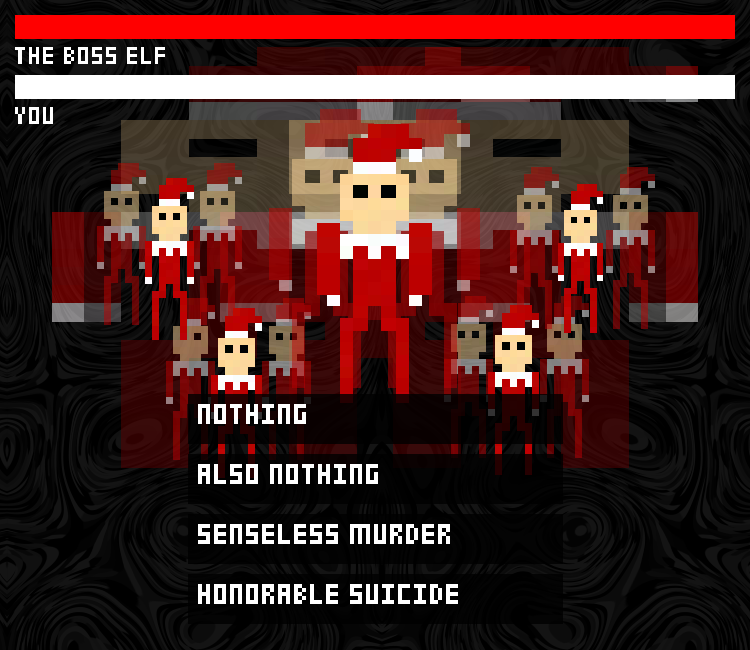 THE BOSS ELF
YOU
NOTHING
ALSO NOTHING
SENSELESS MURDER
HONORABLE SUICIDE